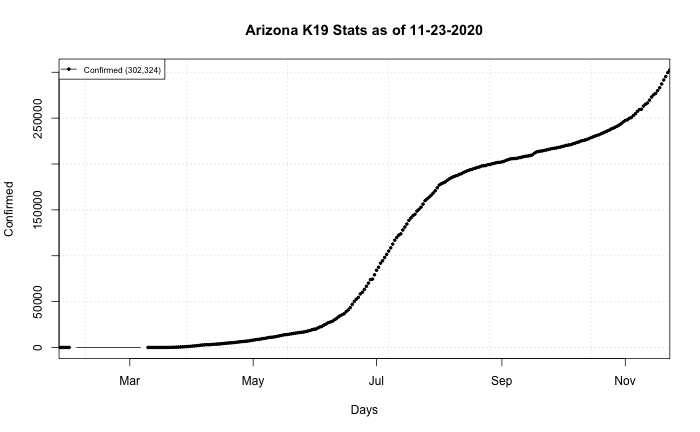 Arizona K19 Stats as of 11-23-2020
Confirmed (302,324)
250000
150000
50000
0
Confirmed
Mar May Jul Sep Nov
Days